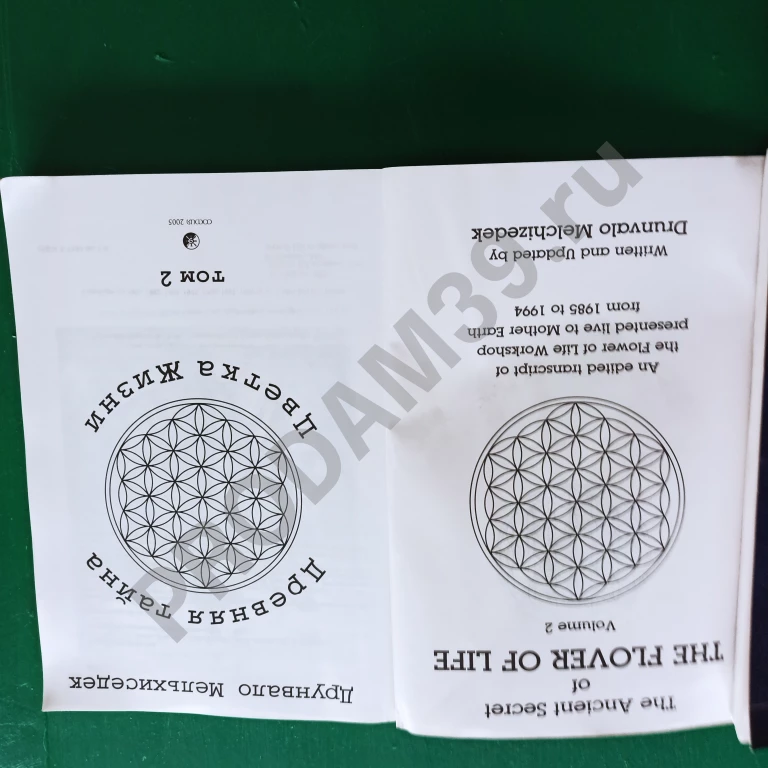 The Ancient Secret
of
THE FLOVER OF LIFE
Volume 2
An edited transcript of
the Flower of Life Workshop
presented live to Mother Earth
from 1985 to 1994
Written and Updated by
Drunvalo Melchizedek
Друнвало Мельхиседек
Древняя тайна
Цветка Жизни
том 2
2005
PRODAM39.ru